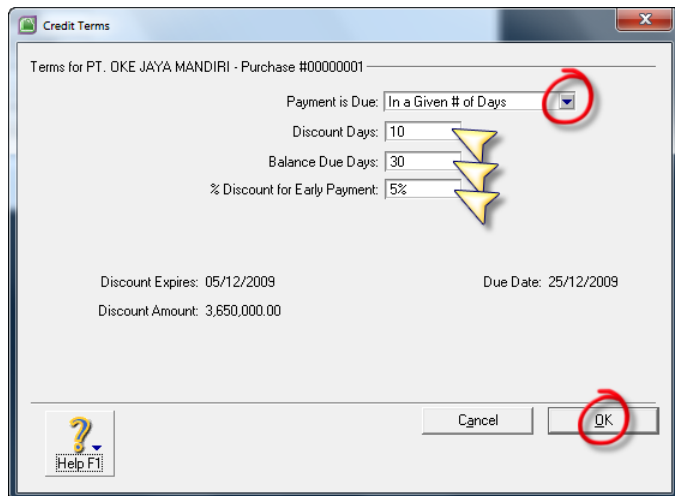 Credit Terms
Terms for PT. OKE JAYA MANDIRI - Purchase #00000001
Payment is Due: In a Given # of Days
Discount Days: 10
Balance Due Days: 30
% Discount for Early Payment: 5%
Discount Expires: 05/12/2009 Due Date: 25/12/2009
Discount Amount: 3,650,000.00
Cancel OK
Help F1